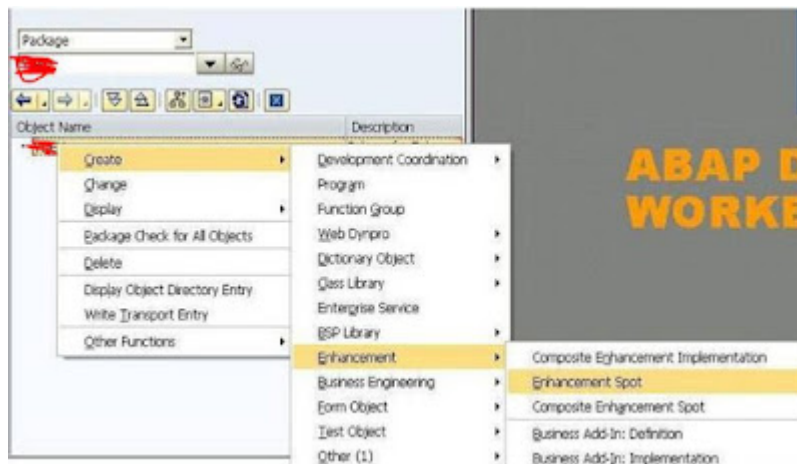 Package
Object Name Description
Create
Change
Display
Package Check for All Objects
Delete
Display Object Directory Entry
Write Transport Entry
Other Functions
Development Coordination
Program
Function Group
Web Dynpro
Dictionary Object
Class Library
Enterprise Service
BSP Library
Enhancement
Business Engineering
Form Object
Test Object
Other (1)
Composite Enhancement Implementation
Enhancement Spot
Composite Enhancement Spot
Business Add-In: Definition
Business Add-In: Implementation
ABAP D
WORKB